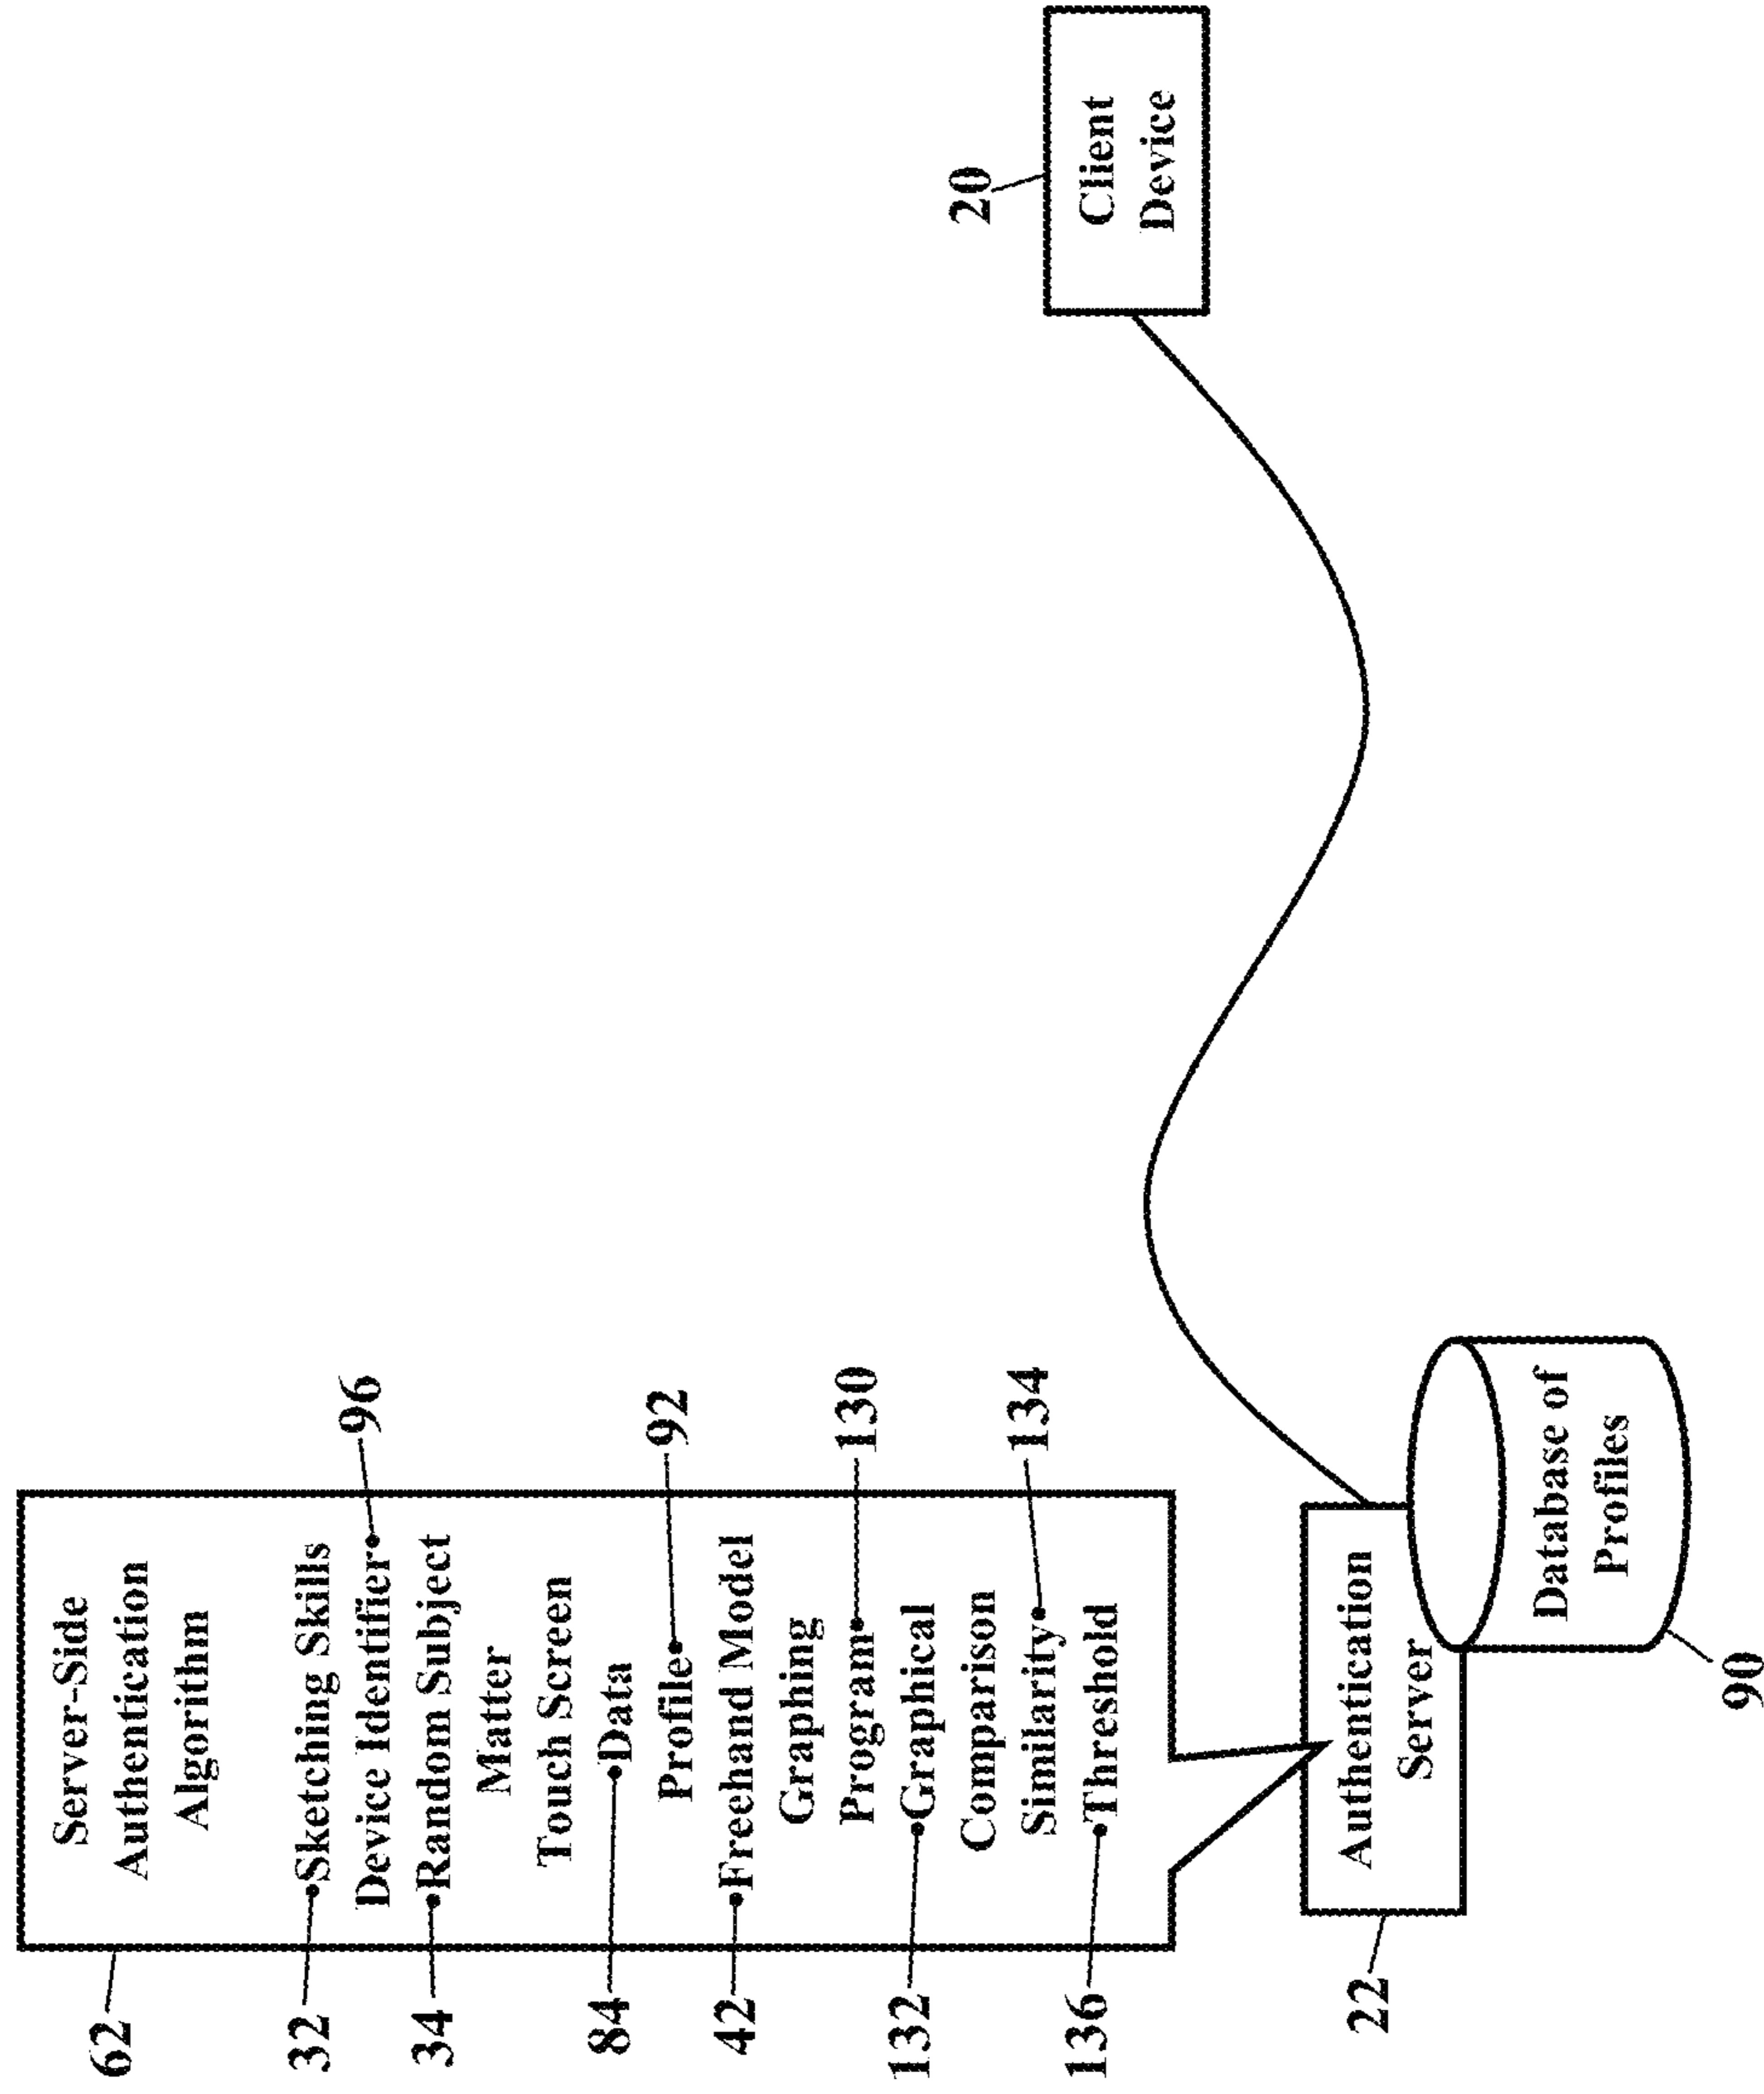 62
Server-Side
Authentication
Algorithm
32
Sketching Skills
Device Identifier
96
34
Random Subject
Matter
Touch Screen
84
Data
Profile
92
42
Freehand Model
Graphing
Program
130
132
Graphical
Comparison
Similarity
134
136
Threshold
22
Authentication
Server
Database of
Profiles
90
20
Client
Device